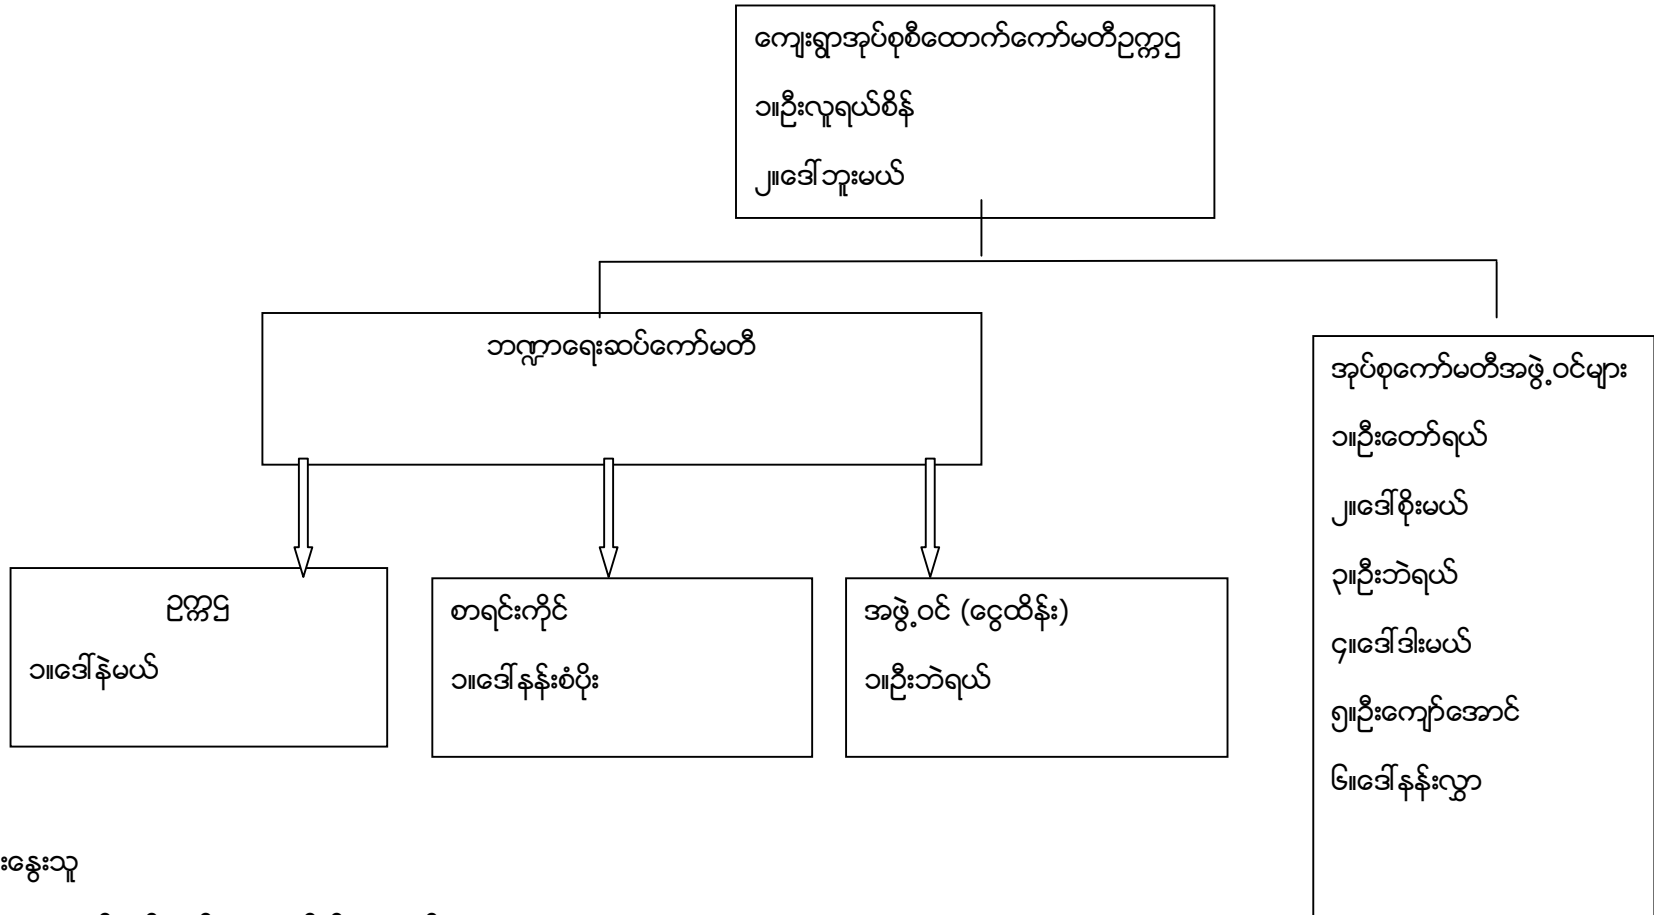 ကျေးရွာအုပ်စုစီထောက်ကော်မတီဥက္ကဌ
၁။ဦးလူရယ်စိန်
၂။ဒေါ်ဘူးမယ်
ဘဏ္ဍာရေးဆပ်ကော်မတီ
ဥက္ကဌ
၁။ဒေါ်နဲမယ်
စာရင်းကိုင်
၁။ဒေါ်နန်းစံပိုး
အဖွဲ့ဝင် (ငွေထိန်း)
၁။ဦးဘဲရယ်
အုပ်စုကော်မတီအဖွဲ့ဝင်များ
၁။ဦးတော်ရယ်
၂။ဒေါ်စိုးမယ်
၃။ဦးဘဲရယ်
၄။ဒေါ်ဒါးမယ်
၅။ဦးကျော်အောင်
၆။ဒေါ်နန်းလှွာ
းနွေးသူ